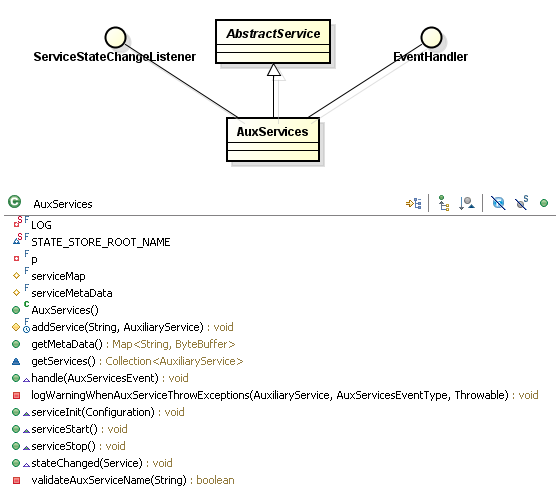 AbstractService
ServiceStateChangeListener
EventHandler
AuxServices
AuxServices
LOG
STATE_STORE_ROOT_NAME
p
serviceMap
serviceMetaData
AuxServices()
addService(String, AuxiliaryService) : void
getMetaData() : Map<String, ByteBuffer>
getServices() : Collection<AuxiliaryService>
handle(AuxServicesEvent) : void
logWarningWhenAuxServiceThrowExceptions(AuxiliaryService, AuxServicesEventType, Throwable) : void
serviceInit(Configuration) : void
serviceStart() : void
serviceStop() : void
stateChanged(Service) : void
validateAuxServiceName(String) : boolean